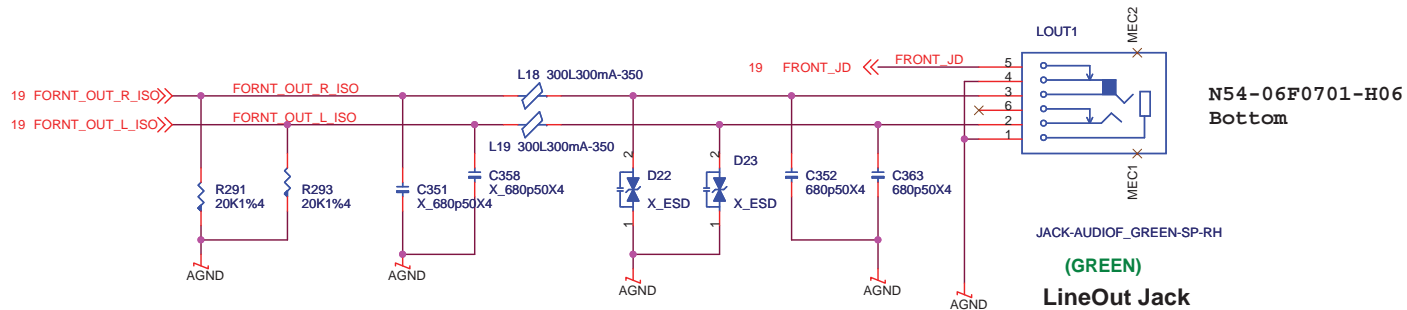 LOUT1
MEC2
19 FRONT_JD
FRONT_JD
5
4
3
6
2
1
N54-06F0701-H06
Bottom
L18 300L300mA-350
19 FORNT_OUT_R_ISO
FORNT_OUT_R_ISO
19 FORNT_OUT_L_ISO
FORNT_OUT_L_ISO
L19 300L300mA-350
R291
20K1%4
R293
20K1%4
C351
X_680p50X4
C358
X_680p50X4
2
D22
X_ESD
1
2
D23
X_ESD
1
C352
680p50X4
C363
680p50X4
MEC1
JACK-AUDIOF_GREEN-SP-RH
(GREEN)
LineOut Jack
AGND
AGND
AGND
AGND
AGND